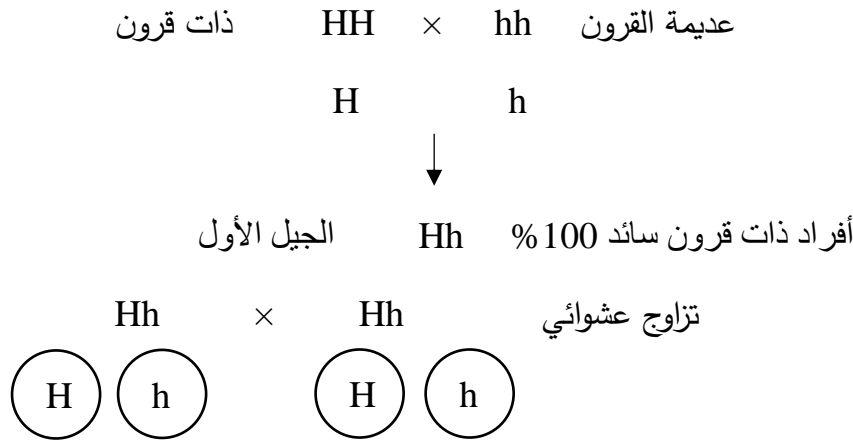 ذات قرون HH × hh عديمة القرون
H h
أفراد ذات قرون سائد 100% Hh الجيل الأول
Hh × Hh تزاوج عشوائي
H h H h